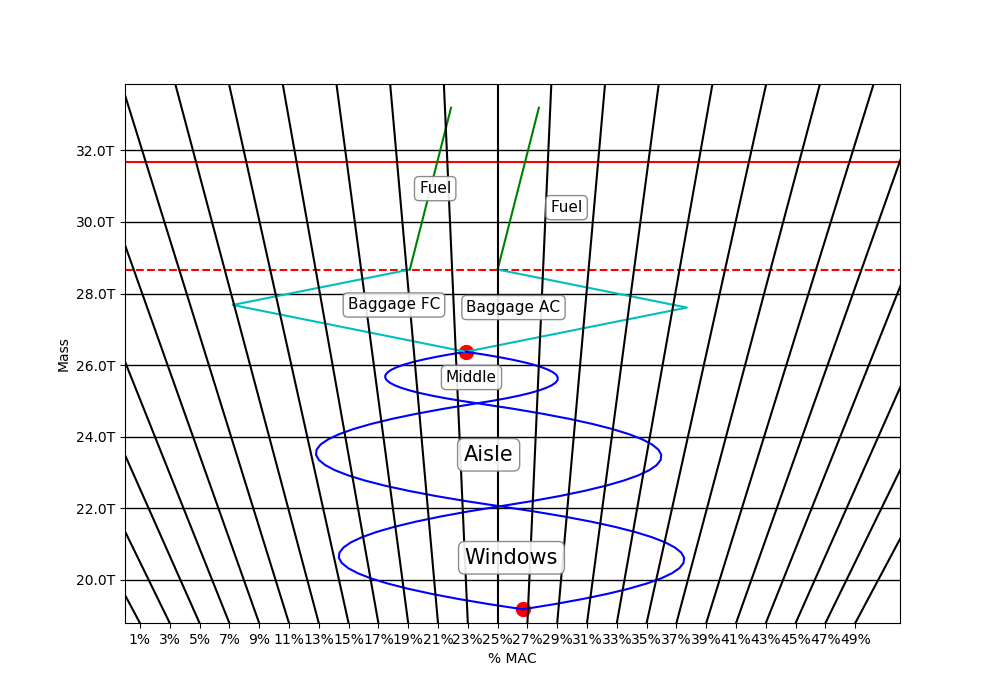 32.0T
Fuel
30.0T
Fuel
28.0T
Baggage FC
Baggage AC
26.0T
Middle
Mass
24.0T
Aisle
22.0T
Windows
20.0T
1% 3% 5% 7% 9% 11% 13% 15% 17% 19% 21% 23% 25% 27% 29% 31% 33% 35% 37% 39% 41% 43% 45% 47% 49%
% MAC